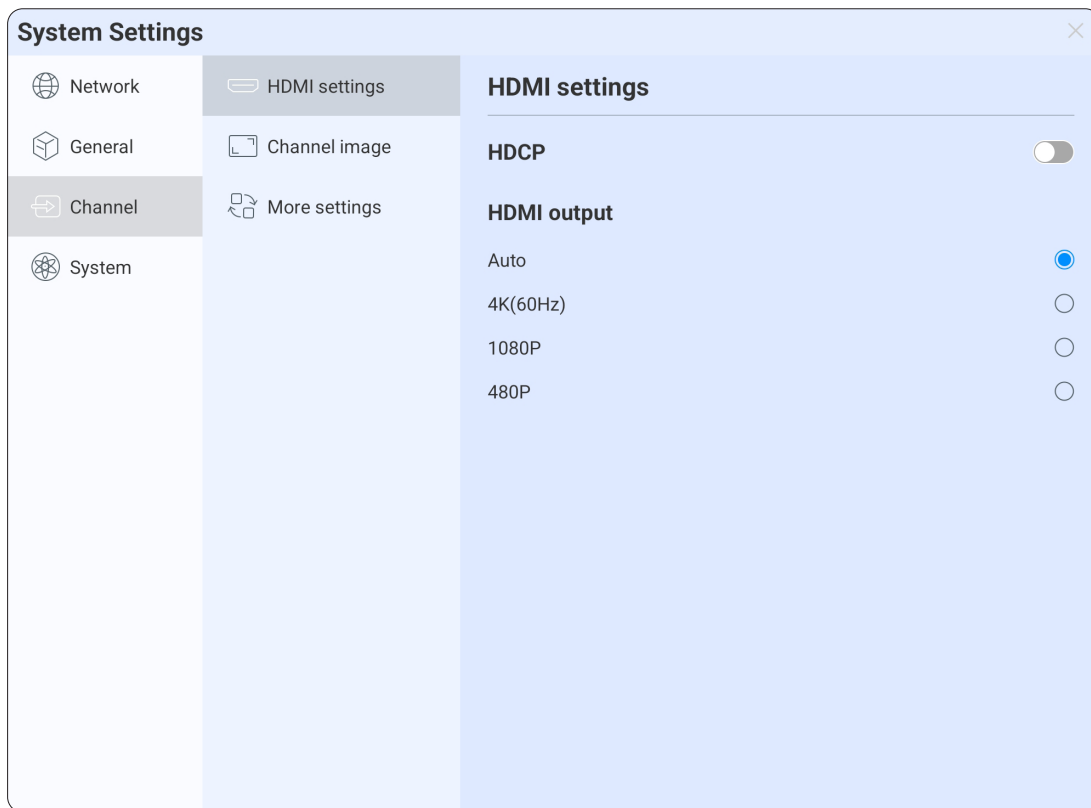 System Settings
Network
General
Channel
System
HDMI settings
Channel image
More settings
HDMI settings
HDCP
HDMI output
Auto
4K(60Hz)
1080P
480P